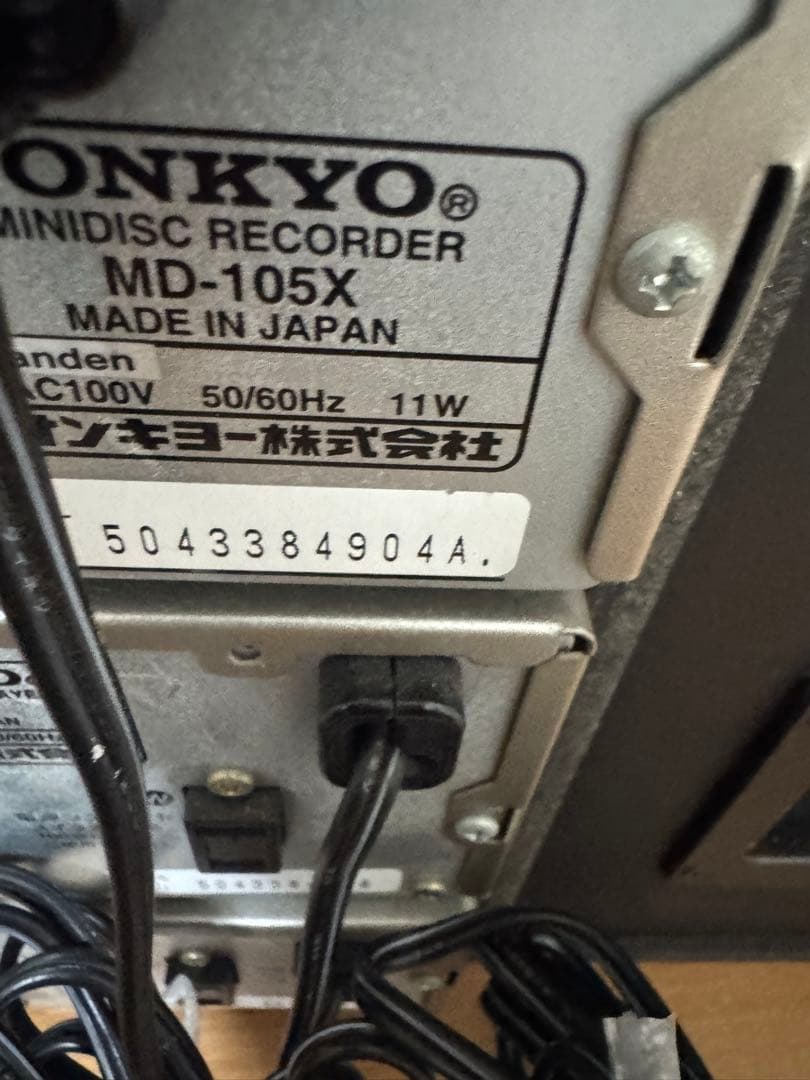 ONKYO®
MINIDISC RECORDER
MD-105X
MADE IN JAPAN
anden
AC100V 50/60Hz 11W
オンキヨー株式会社
5043384904A.